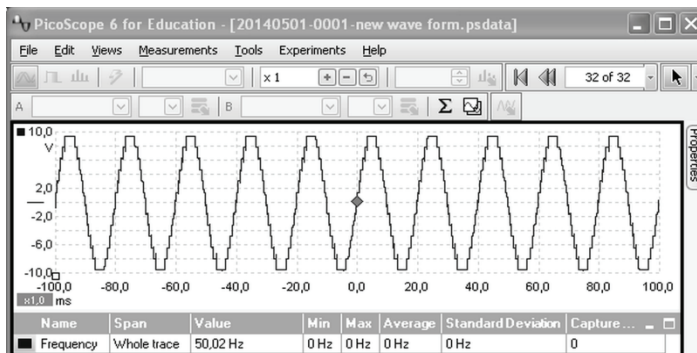 PicoScope 6 for Education - [20140501-0001-new wave form.psdata]
File Edit Views Measurements Tools Experiments Help
x 1 + - 32 of 32
A B Σ
10,0
V
2,0
-2,0
-6,0
-10,0
-100,0 -80,0 -60,0 -40,0 -20,0 0,0 20,0 40,0 60,0 80,0 100,0
x1,0 ms
Properties
Name Span Value Min Max Average Standard Deviation Capture ...
Frequency Whole trace 50,02 Hz 0 Hz 0 Hz 0 Hz 0 Hz 0